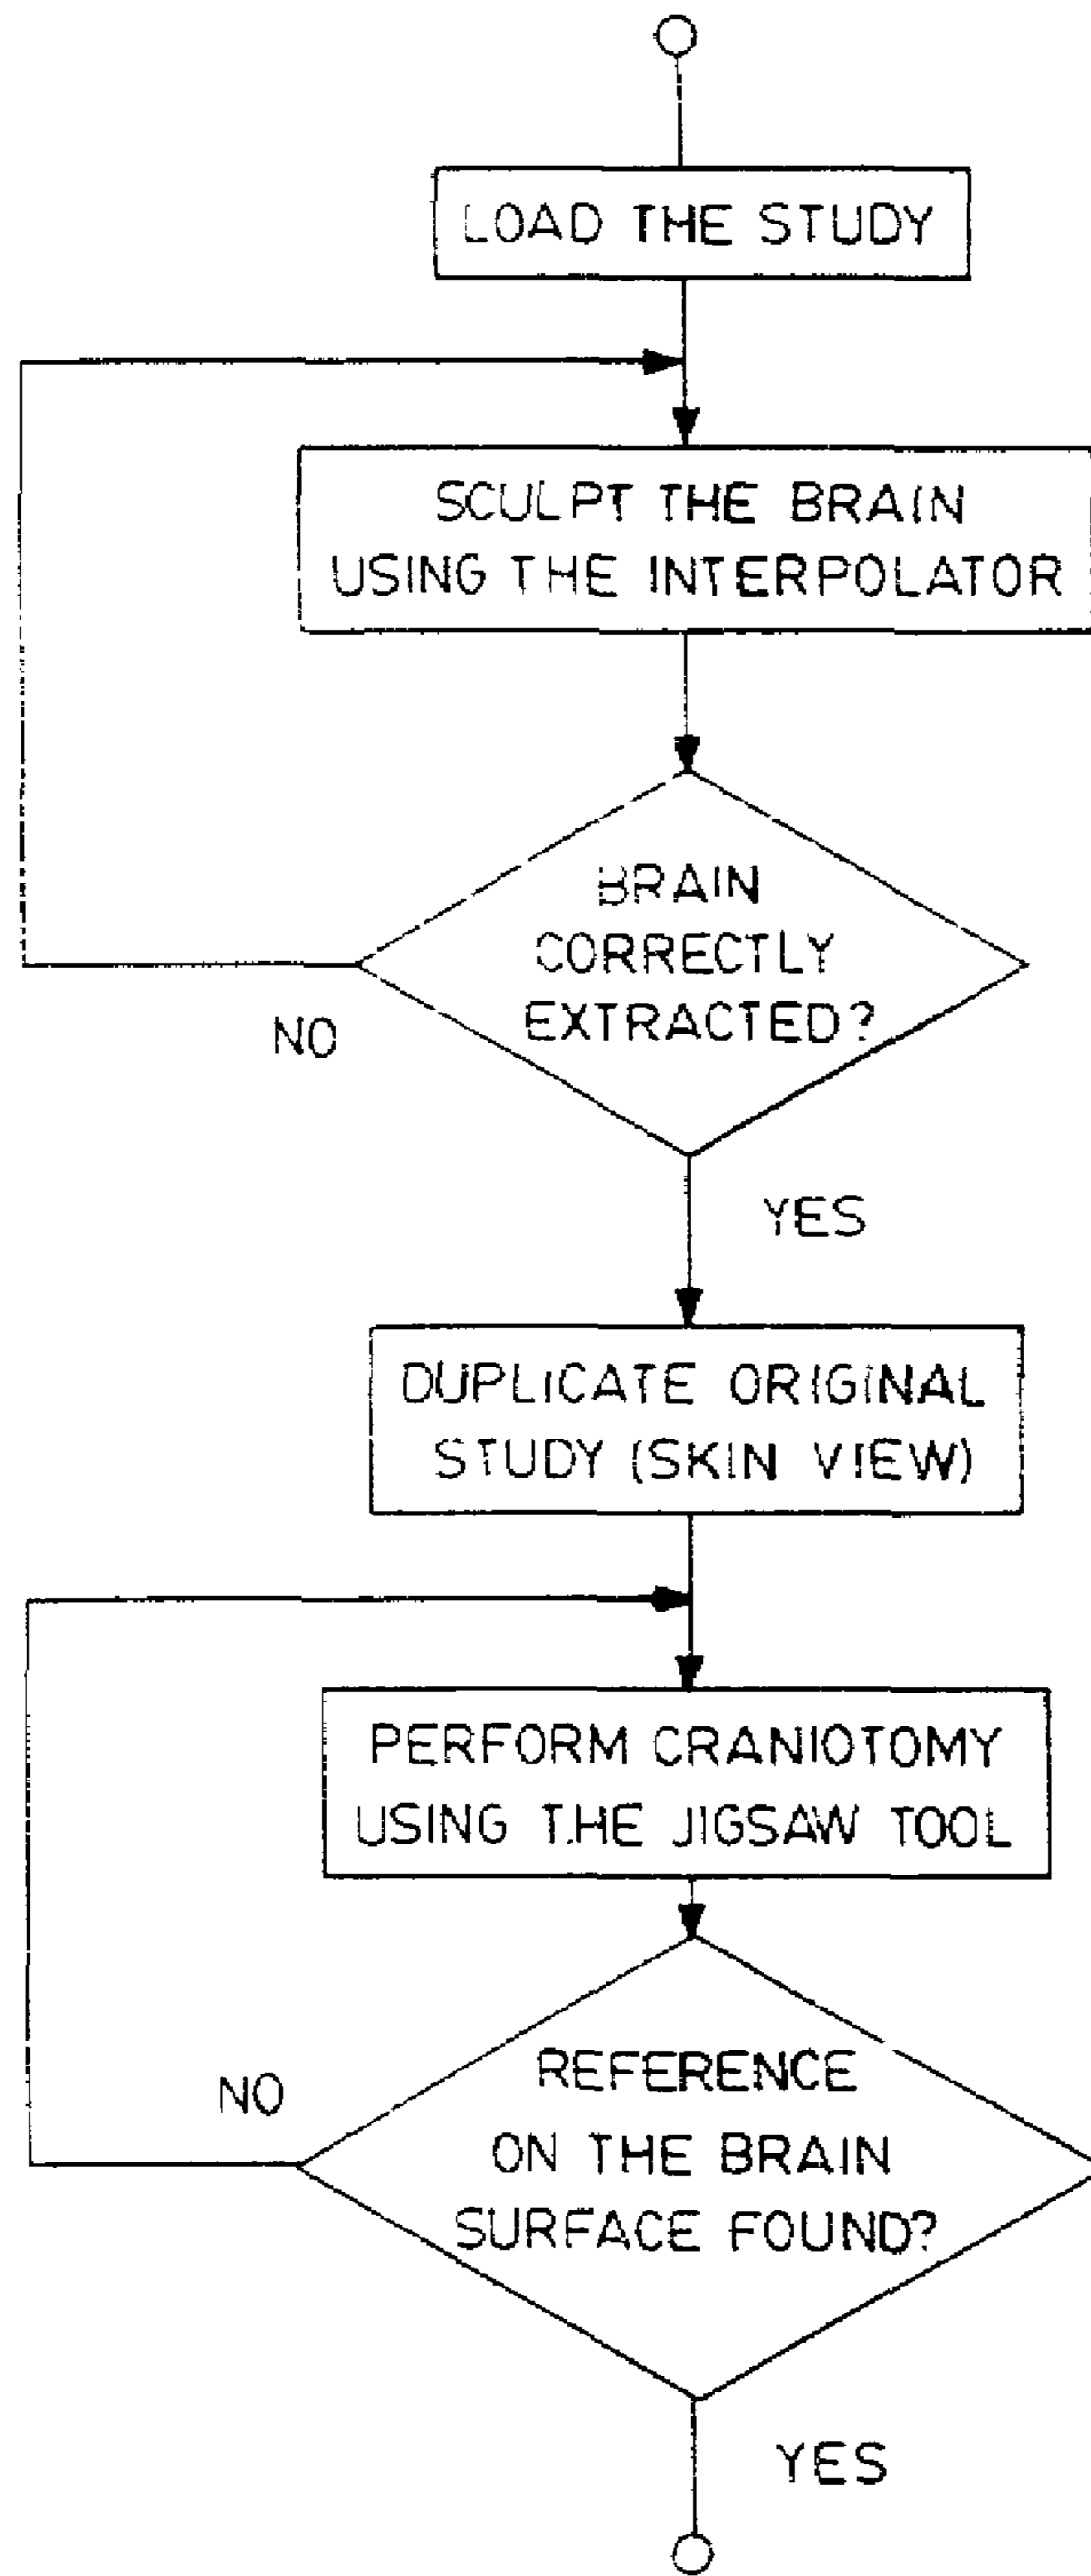 LOAD THE STUDY
SCULPT THE BRAIN
USING THE INTERPOLATOR
BRAIN
CORRECTLY
EXTRACTED?
NO
YES
DUPLICATE ORIGINAL
STUDY (SKIN VIEW)
PERFORM CRANIOTOMY
USING THE JIGSAW TOOL
REFERENCE
NO
ON THE BRAIN
SURFACE FOUND?
YES